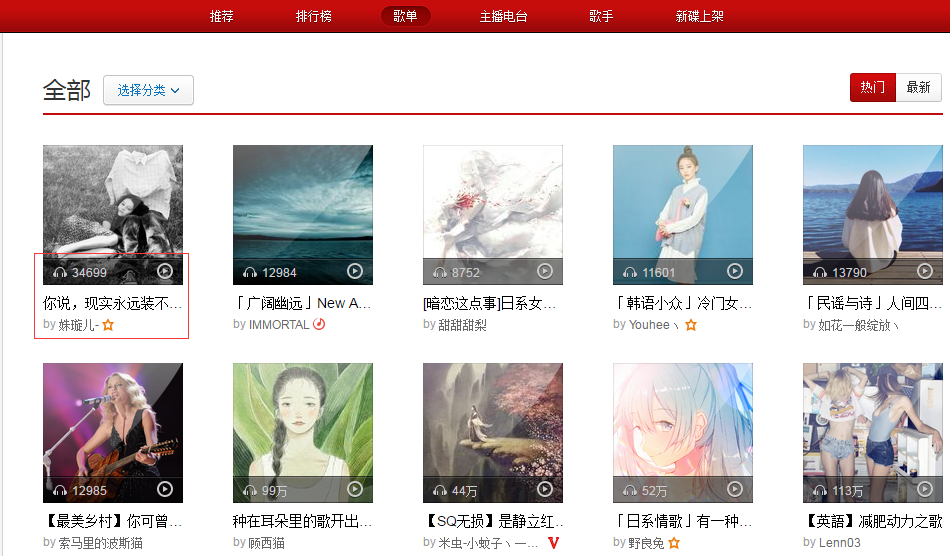 推荐 排行榜 歌单 主播电台 歌手 新碟上架
全部 选择分类 热门 最新
34699 12984 8752 11601 13790
你说，现实永远装不... 「广阔幽远」New A... [暗恋这点事]日系女... 「韩语小众」冷门女... 「民谣与诗」人间四...
by 姝璇儿- by IMMORTAL by 甜甜甜梨 by Youheeヽ by 如花一般绽放ヽ
12985 99万 44万 52万 113万
【最美乡村】你可曾... 种在耳朵里的歌开出... 【SQ无损】是静立红... 「日系情歌」有一种... 【英語】减肥动力之歌
by 索马里的波斯猫 by 顾西猫 by 米虫-小蚊子ヽ一... by 野良兔 by Lenn03